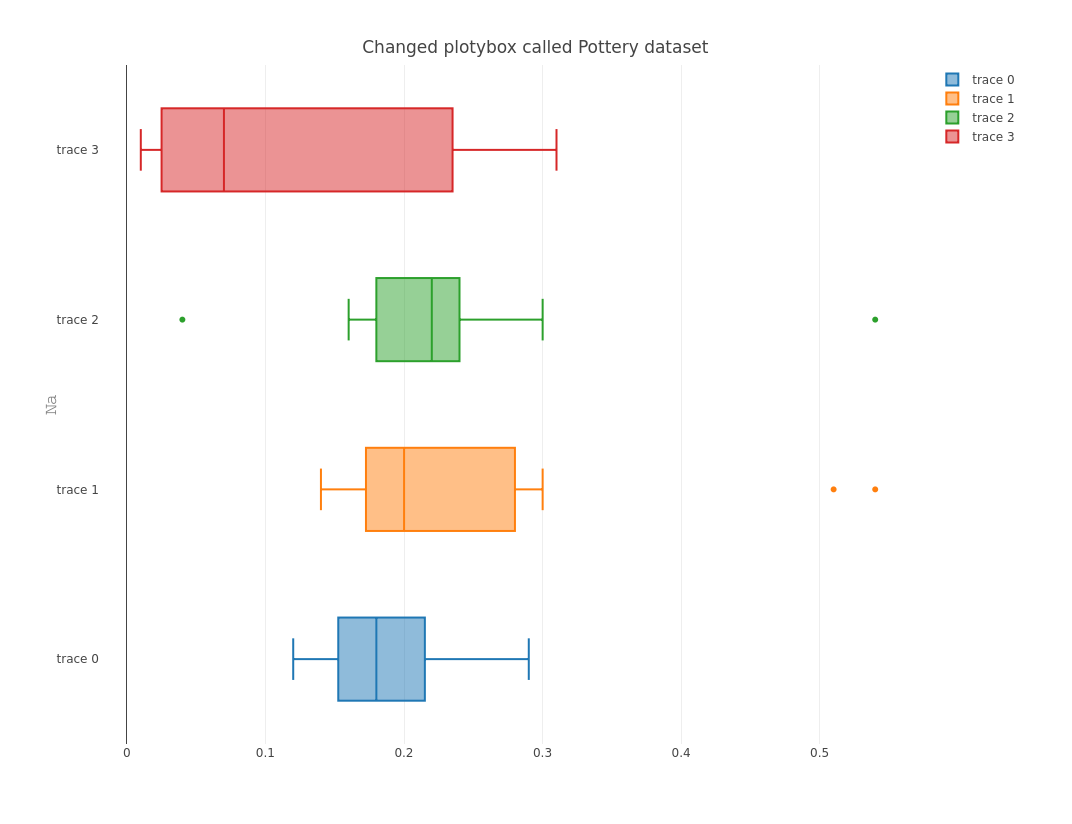 Changed plotybox called Pottery dataset
trace 0
trace 1
trace 2
trace 3
trace 3
trace 2
Na
trace 1
trace 0
0 0.1 0.2 0.3 0.4 0.5